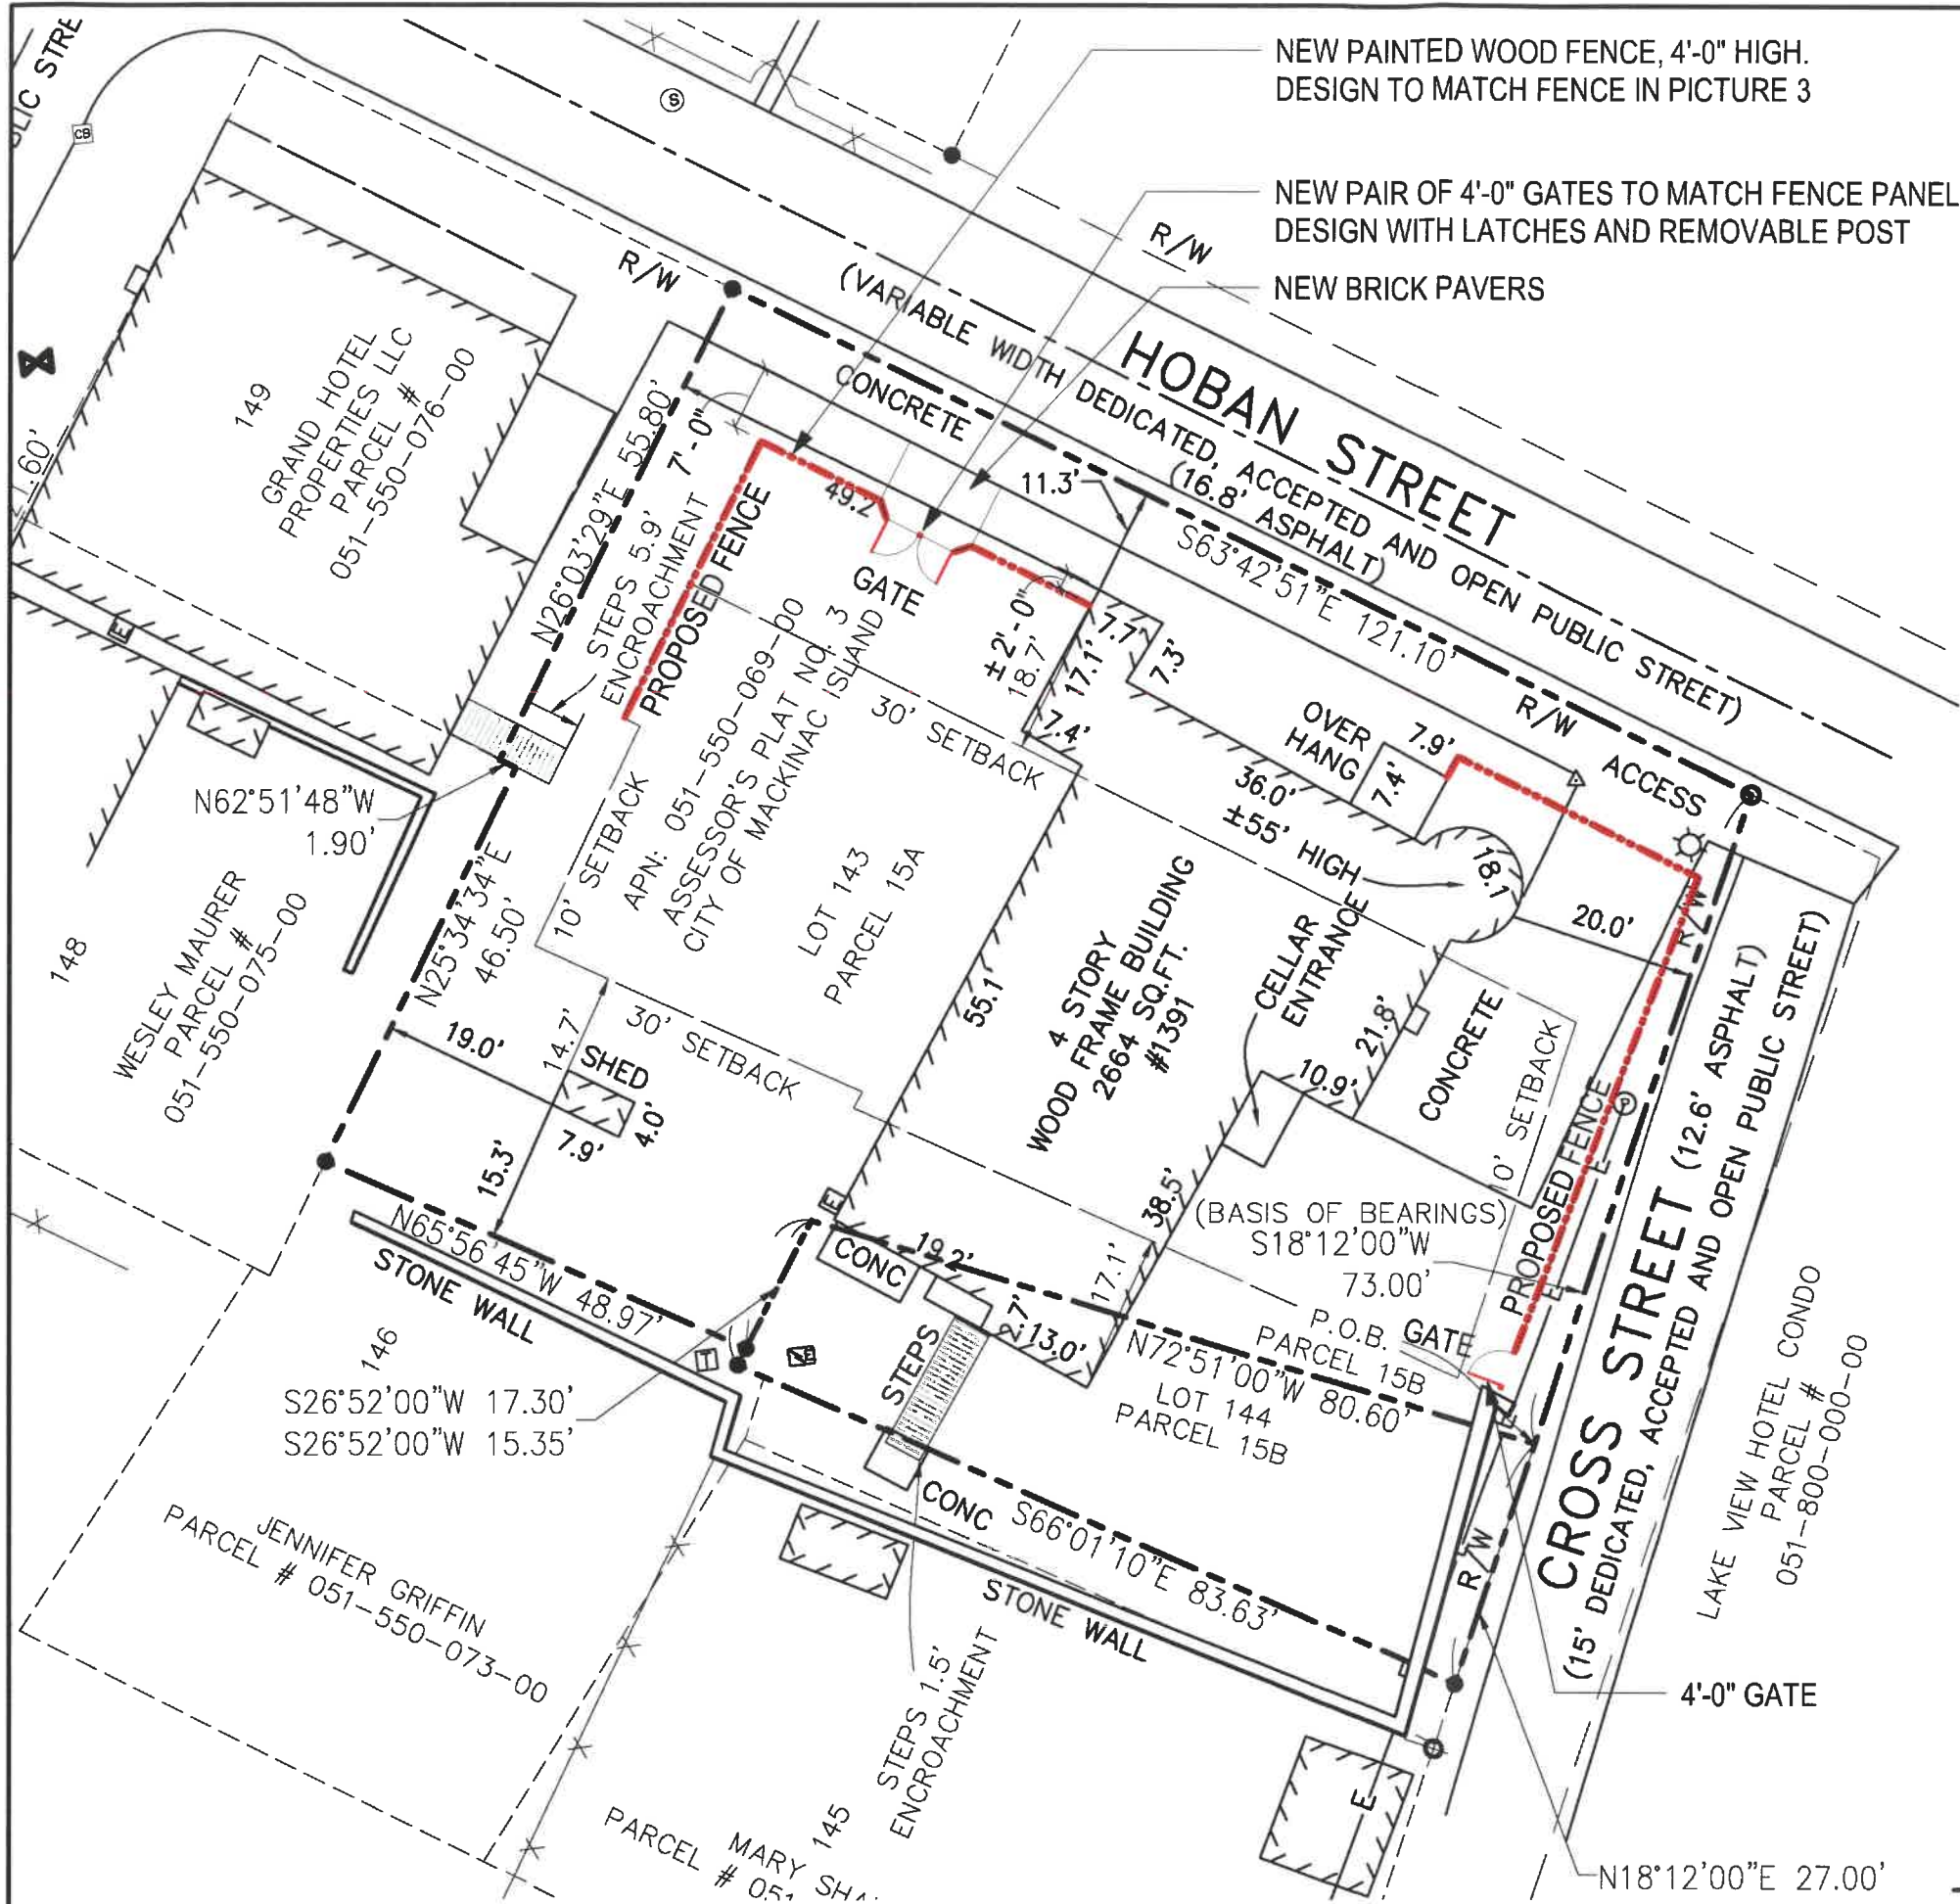 NEW PAINTED WOOD FENCE, 4'-0" HIGH.
DESIGN TO MATCH FENCE IN PICTURE 3
NEW PAIR OF 4'-0" GATES TO MATCH FENCE PANEL
DESIGN WITH LATCHES AND REMOVABLE POST
NEW BRICK PAVERS
CB
S
R/W
R/W
HOBAN STREET
(VARIABLE WIDTH DEDICATED, ACCEPTED AND OPEN PUBLIC STREET)
(16.8' ASPHALT)
CONCRETE
S63°42'51"E 121.10'
R/W
ACCESS
149
GRAND HOTEL
PROPERTIES LLC
PARCEL #
051-550-076-00
N26°03'29"E 55.80'
7'-0"
STEPS 5.9'
ENCROACHMENT
PROPOSED FENCE
49.2
GATE
11.3'
±2'-0"
18.7'
17.1'
7.7'
7.3'
7.4'
APN: 051-550-069-00
ASSESSOR'S PLAT NO. 3
CITY OF MACKINAC ISLAND
LOT 143
PARCEL 15A
30' SETBACK
10' SETBACK
E
N62°51'48"W
1.90'
148
WESLEY MAURER
PARCEL #
051-550-075-00
N25°34'34"E
46.50'
OVER
HANG
7.9'
7.4'
36.0'
±55' HIGH
18.1
20.0'
R/W
4 STORY
WOOD FRAME BUILDING
2664 SQ.FT.
#1391
55.1'
CELLAR
ENTRANCE
21.8'
10.9'
CONCRETE
SETBACK
PROPOSED FENCE
P
E
E
19.0'
14.7'
SHED
4.0'
7.9'
15.3'
30' SETBACK
38.5'
(BASIS OF BEARINGS)
S18°12'00"W
73.00'
E
19.2'
CONC
17.1'
2.7'
13.0'
STEPS
P.O.B.
PARCEL 15B
GATE
N72°51'00"W 80.60'
LOT 144
PARCEL 15B
N65°56'45"W 48.97'
STONE WALL
146
T
S26°52'00"W 17.30'
S26°52'00"W 15.35'
CONC
S66°01'10"E 83.63'
STONE WALL
CROSS STREET (12.6' ASPHALT)
(15' DEDICATED, ACCEPTED AND OPEN PUBLIC STREET)
R/W
LAKE VIEW HOTEL CONDO
PARCEL #
051-800-000-00
JENNIFER GRIFFIN
PARCEL # 051-550-073-00
STEPS 1.5'
ENCROACHMENT
145
MARY
PARCEL # 051
4'-0" GATE
E
N18°12'00"E 27.00'